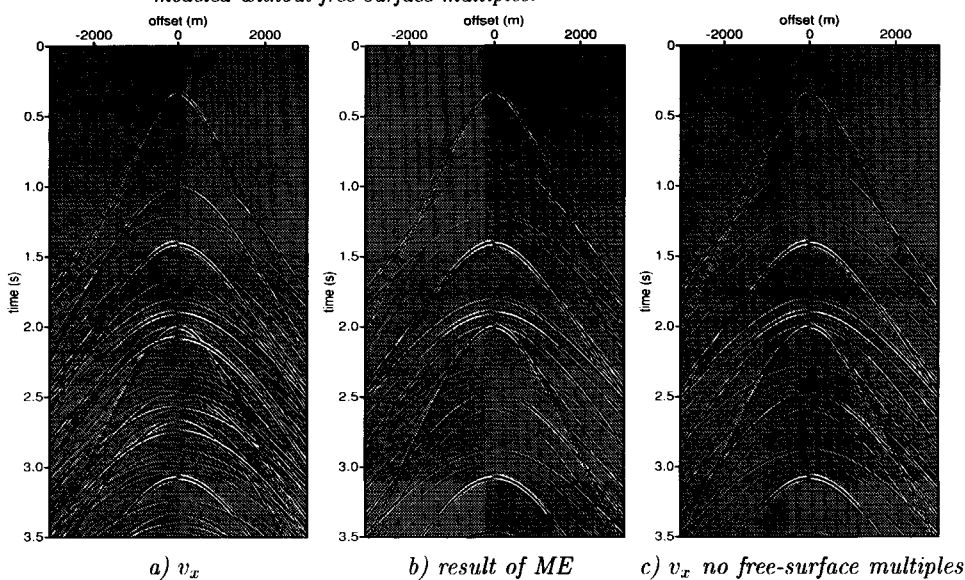 modeled without free-surface multiples.
offset (m)
-2000 0 2000
0
0.5
1.0
1.5
2.0
2.5
3.0
3.5
time (s)
a) vₓ
offset (m)
-2000 0 2000
0
0.5
1.0
1.5
2.0
2.5
3.0
3.5
time (s)
b) result of ME
offset (m)
-2000 0 2000
0
0.5
1.0
1.5
2.0
2.5
3.0
3.5
time (s)
c) vₓ no free-surface multiples